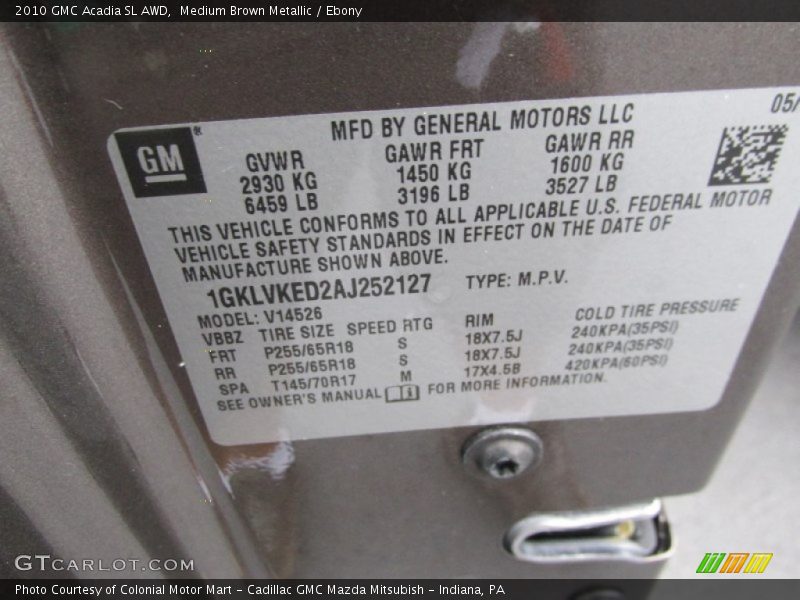 2010 GMC Acadia SL AWD, Medium Brown Metallic / Ebony
05/
MFD BY GENERAL MOTORS LLC
GM®
GVWR GAWR FRT GAWR RR
2930 KG 1450 KG 1600 KG
6459 LB 3196 LB 3527 LB
THIS VEHICLE CONFORMS TO ALL APPLICABLE U.S. FEDERAL MOTOR
VEHICLE SAFETY STANDARDS IN EFFECT ON THE DATE OF
MANUFACTURE SHOWN ABOVE.
1GKLVKED2AJ252127 TYPE: M.P.V.
MODEL: V14526
VBBZ TIRE SIZE SPEED RTG RIM COLD TIRE PRESSURE
FRT P255/65R18 S 18X7.5J 240KPA(35PSI)
RR P255/65R18 S 18X7.5J 240KPA(35PSI)
SPA T145/70R17 M 17X4.5B 420KPA(60PSI)
SEE OWNER'S MANUAL FOR MORE INFORMATION.
GTCARLOT.COM
Photo Courtesy of Colonial Motor Mart - Cadillac GMC Mazda Mitsubish - Indiana, PA